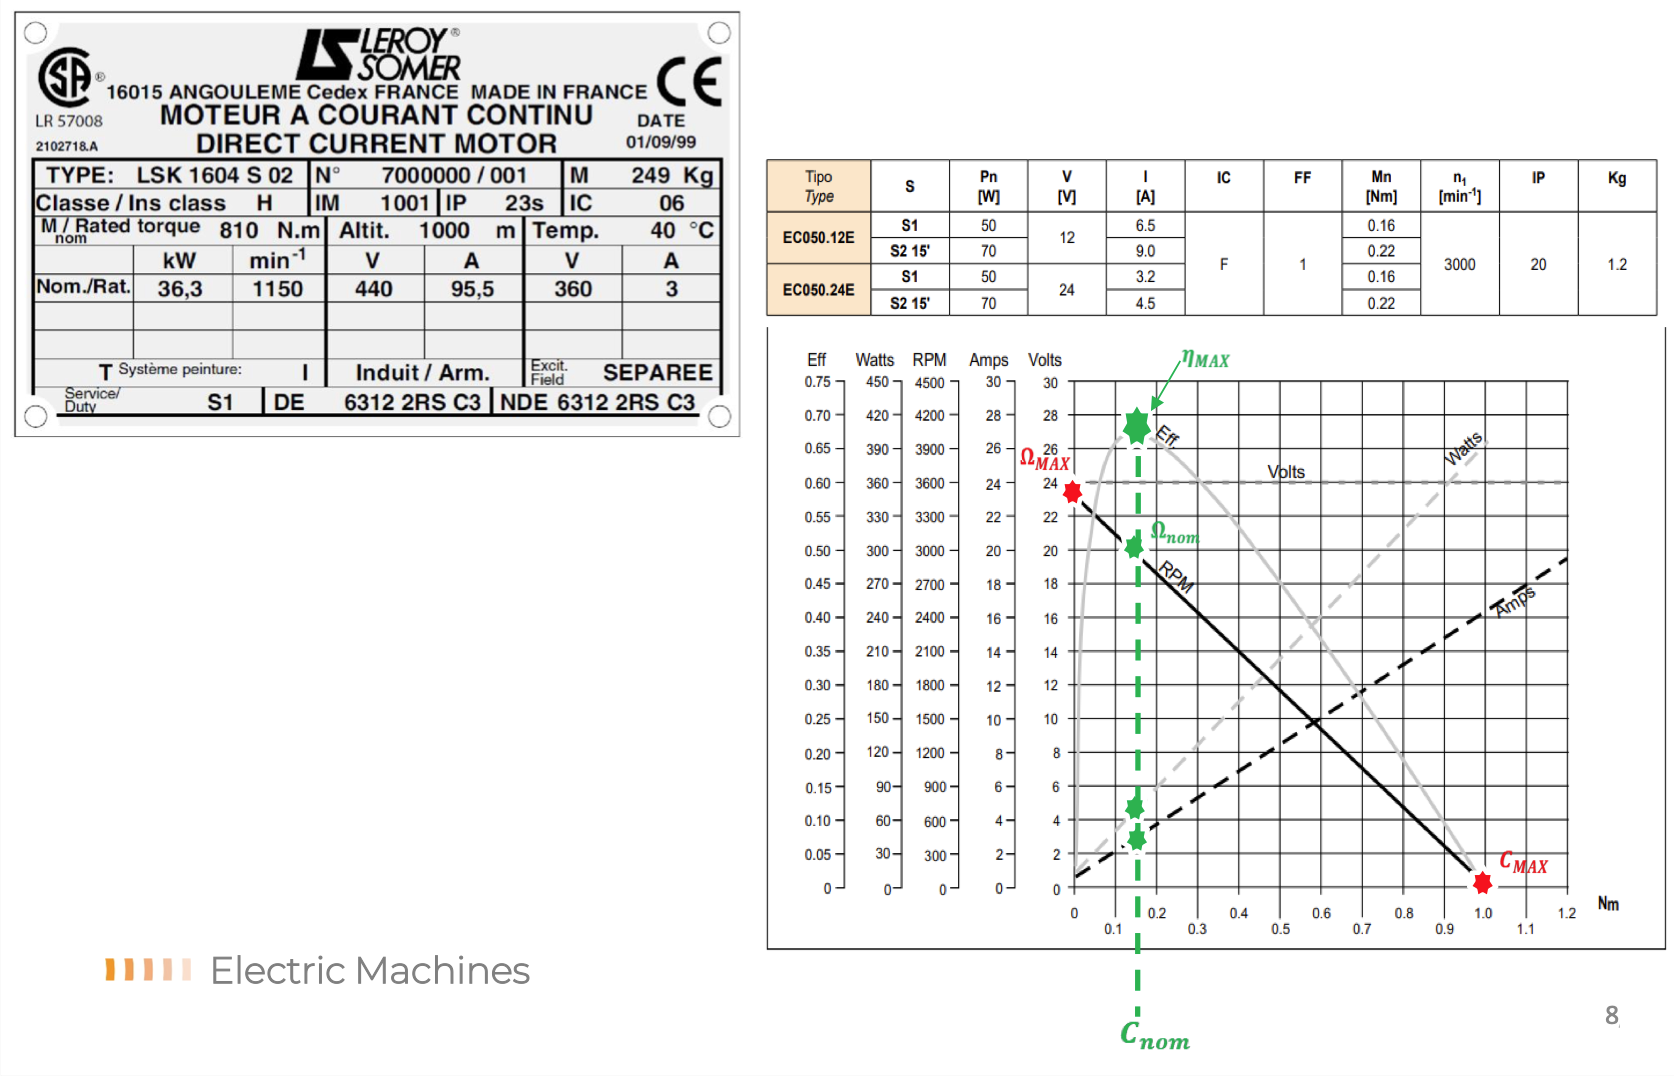 LEROY®
SOMER
16015 ANGOULEME Cedex FRANCE MADE IN FRANCE
LR 57008
MOTEUR A COURANT CONTINU
DATE
2102718.A
DIRECT CURRENT MOTOR
01/09/99
TYPE: LSK 1604 S 02 N° 7000000 / 001 M 249 Kg
Classe / Ins class H IM 1001 IP 23s IC 06
M nom / Rated torque 810 N.m Altit. 1000 m Temp. 40 °C
kW min-1 V A V A
Nom./Rat. 36,3 1150 440 95,5 360 3
T Système peinture: I Induit / Arm. Excit. Field SEPAREE
Service/ Duty S1 DE 6312 2RS C3 NDE 6312 2RS C3
Tipo Type S Pn [W] V [V] I [A] IC FF Mn [Nm] n1 [min-1] IP Kg
EC050.12E S1 50 12 6.5 F 1 0.16 3000 20 1.2
S2 15' 70 9.0 0.22
EC050.24E S1 50 24 3.2 0.16
S2 15' 70 4.5 0.22
Eff Watts RPM Amps Volts
0.75 450 4500 30 30
0.70 420 4200 28 28
0.65 390 3900 26 26
0.60 360 3600 24 24
0.55 330 3300 22 22
0.50 300 3000 20 20
0.45 270 2700 18 18
0.40 240 2400 16 16
0.35 210 2100 14 14
0.30 180 1800 12 12
0.25 150 1500 10 10
0.20 120 1200 8 8
0.15 90 900 6 6
0.10 60 600 4 4
0.05 30 300 2 2
0 0 0 0 0
ηMAX
Eff
Watts
ΩMAX
Volts
Ωnom
RPM
Amps
CMAX
0 0.2 0.4 0.6 0.8 1.0 1.2 Nm
0.1 0.3 0.5 0.7 0.9 1.1
Cnom
Electric Machines
8